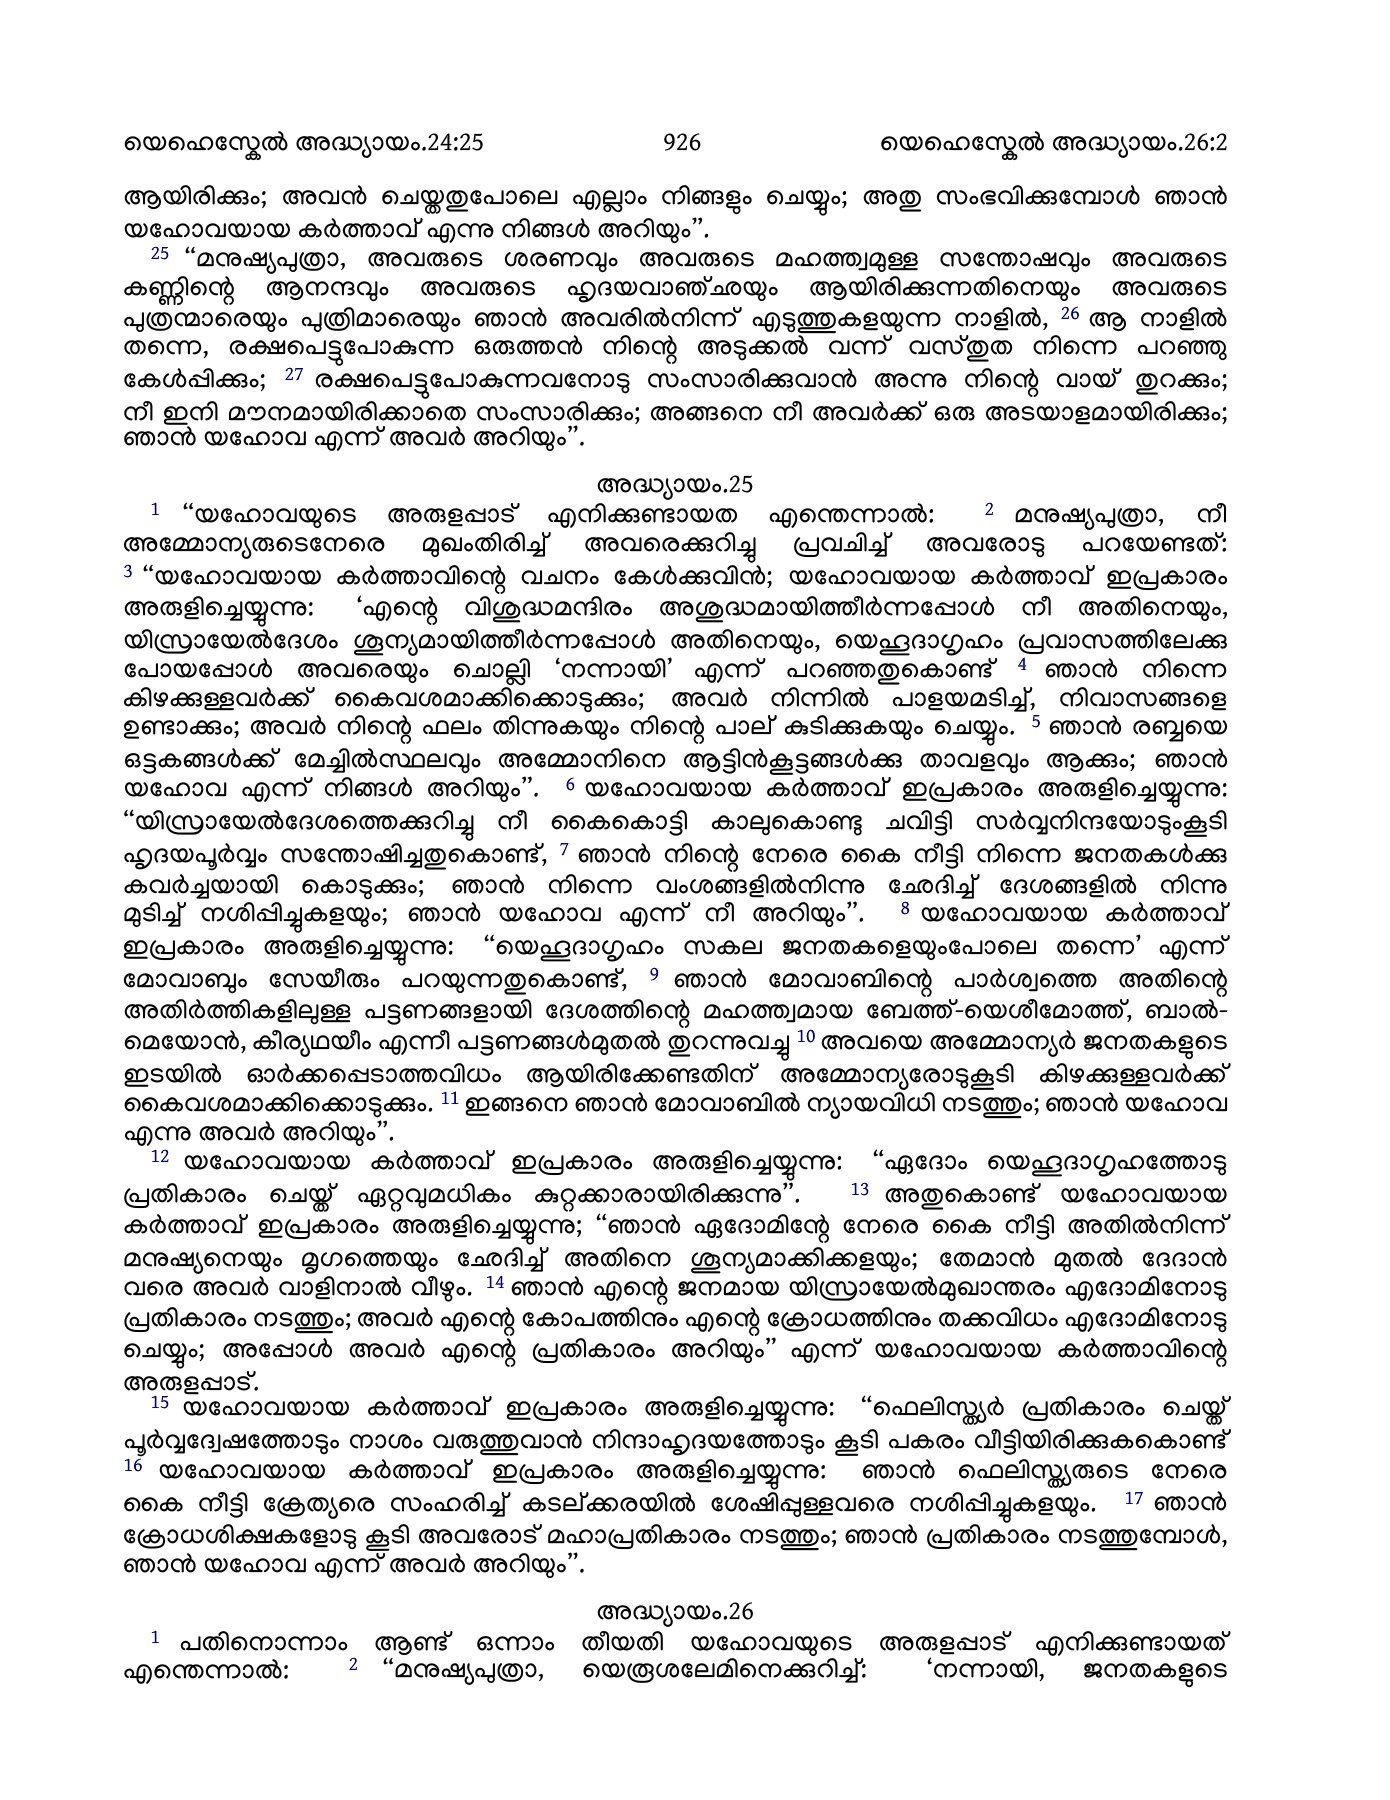 യെഹെസ്കേൽ അദ്ധ്യായം.24:25 926 യെഹെസ്കേൽ അദ്ധ്യായം.26:2
ആയിരിക്കും; അവൻ ചെയ്തതുപോലെ എല്ലാം നിങ്ങളും ചെയ്യും; അതു സംഭവിക്കുമ്പോൾ ഞാൻ
യഹോവയായ കർത്താവ് എന്നു നിങ്ങൾ അറിയും”.
25 “മനുഷ്യപുത്രാ, അവരുടെ ശരണവും അവരുടെ മഹത്ത്വമുള്ള സന്തോഷവും അവരുടെ
കണ്ണിന്റെ ആനന്ദവും അവരുടെ ഹൃദയവാഞ്ഛയും ആയിരിക്കുന്നതിനെയും അവരുടെ
പുത്രന്മാരെയും പുത്രിമാരെയും ഞാൻ അവരിൽനിന്ന് എടുത്തുകളയുന്ന നാളിൽ, 26 ആ നാളിൽ
തന്നെ, രക്ഷപെട്ടുപോകുന്ന ഒരുത്തൻ നിന്റെ അടുക്കൽ വന്ന് വസ്തുത നിന്നെ പറഞ്ഞു
കേൾപ്പിക്കും; 27 രക്ഷപെട്ടുപോകുന്നവനോടു സംസാരിക്കുവാൻ അന്നു നിന്റെ വായ് തുറക്കും;
നീ ഇനി മൗനമായിരിക്കാതെ സംസാരിക്കും; അങ്ങനെ നീ അവർക്ക് ഒരു അടയാളമായിരിക്കും;
ഞാൻ യഹോവ എന്ന് അവർ അറിയും”.
അദ്ധ്യായം.25
1 “യഹോവയുടെ അരുളപ്പാട് എനിക്കുണ്ടായത എന്തെന്നാൽ: 2 മനുഷ്യപുത്രാ, നീ
അമ്മോന്യരുടെനേരെ മുഖംതിരിച്ച് അവരെക്കുറിച്ചു പ്രവചിച്ച് അവരോടു പറയേണ്ടത്:
3 “യഹോവയായ കർത്താവിന്റെ വചനം കേൾക്കുവിൻ; യഹോവയായ കർത്താവ് ഇപ്രകാരം
അരുളിച്ചെയ്യുന്നു: ‘എന്റെ വിശുദ്ധമന്ദിരം അശുദ്ധമായിത്തീർന്നപ്പോൾ നീ അതിനെയും,
യിസ്രായേൽദേശം ശൂന്യമായിത്തീർന്നപ്പോൾ അതിനെയും, യെഹൂദാഗൃഹം പ്രവാസത്തിലേക്കു
പോയപ്പോൾ അവരെയും ചൊല്ലി ‘നന്നായി’ എന്ന് പറഞ്ഞതുകൊണ്ട് 4 ഞാൻ നിന്നെ
കിഴക്കുള്ളവർക്ക് കൈവശമാക്കിക്കൊടുക്കും; അവർ നിന്നിൽ പാളയമടിച്ച്, നിവാസങ്ങളെ
ഉണ്ടാക്കും; അവർ നിന്റെ ഫലം തിന്നുകയും നിന്റെ പാല് കുടിക്കുകയും ചെയ്യും. 5 ഞാൻ രബ്ബയെ
ഒട്ടകങ്ങൾക്ക് മേച്ചിൽസ്ഥലവും അമ്മോനിനെ ആട്ടിൻകൂട്ടങ്ങൾക്കു താവളവും ആക്കും; ഞാൻ
യഹോവ എന്ന് നിങ്ങൾ അറിയും”. 6 യഹോവയായ കർത്താവ് ഇപ്രകാരം അരുളിച്ചെയ്യുന്നു:
“യിസ്രായേൽദേശത്തെക്കുറിച്ചു നീ കൈകൊട്ടി കാലുകൊണ്ടു ചവിട്ടി സർവ്വനിന്ദയോടുംകൂടി
ഹൃദയപൂർവ്വം സന്തോഷിച്ചതുകൊണ്ട്, 7 ഞാൻ നിന്റെ നേരെ കൈ നീട്ടി നിന്നെ ജനതകൾക്കു
കവർച്ചയായി കൊടുക്കും; ഞാൻ നിന്നെ വംശങ്ങളിൽനിന്നു ഛേദിച്ച് ദേശങ്ങളിൽ നിന്നു
മുടിച്ച് നശിപ്പിച്ചുകളയും; ഞാൻ യഹോവ എന്ന് നീ അറിയും”. 8 യഹോവയായ കർത്താവ്
ഇപ്രകാരം അരുളിച്ചെയ്യുന്നു: “യെഹൂദാഗൃഹം സകല ജനതകളെയുംപോലെ തന്നെ’ എന്ന്
മോവാബും സേയീരും പറയുന്നതുകൊണ്ട്, 9 ഞാൻ മോവാബിന്റെ പാർശ്വത്തെ അതിന്റെ
അതിർത്തികളിലുള്ള പട്ടണങ്ങളായി ദേശത്തിന്റെ മഹത്ത്വമായ ബേത്ത്-യെശീമോത്ത്, ബാൽ-
മെയോൻ, കീര്യഥയീം എന്നീ പട്ടണങ്ങൾമുതൽ തുറന്നുവച്ചു 10 അവയെ അമ്മോന്യർ ജനതകളുടെ
ഇടയിൽ ഓർക്കപ്പെടാത്തവിധം ആയിരിക്കേണ്ടതിന് അമ്മോന്യരോടുകൂടി കിഴക്കുള്ളവർക്ക്
കൈവശമാക്കിക്കൊടുക്കും. 11 ഇങ്ങനെ ഞാൻ മോവാബിൽ ന്യായവിധി നടത്തും; ഞാൻ യഹോവ
എന്നു അവർ അറിയും”.
12 യഹോവയായ കർത്താവ് ഇപ്രകാരം അരുളിച്ചെയ്യുന്നു: “ഏദോം യെഹൂദാഗൃഹത്തോടു
പ്രതികാരം ചെയ്ത് ഏറ്റവുമധികം കുറ്റക്കാരായിരിക്കുന്നു”. 13 അതുകൊണ്ട് യഹോവയായ
കർത്താവ് ഇപ്രകാരം അരുളിച്ചെയ്യുന്നു; “ഞാൻ ഏദോമിന്റേ നേരെ കൈ നീട്ടി അതിൽനിന്ന്
മനുഷ്യനെയും മൃഗത്തെയും ഛേദിച്ച് അതിനെ ശൂന്യമാക്കിക്കളയും; തേമാൻ മുതൽ ദേദാൻ
വരെ അവർ വാളിനാൽ വീഴും. 14 ഞാൻ എന്റെ ജനമായ യിസ്രായേൽമുഖാന്തരം എദോമിനോടു
പ്രതികാരം നടത്തും; അവർ എന്റെ കോപത്തിനും എന്റെ ക്രോധത്തിനും തക്കവിധം എദോമിനോടു
ചെയ്യും; അപ്പോൾ അവർ എന്റെ പ്രതികാരം അറിയും” എന്ന് യഹോവയായ കർത്താവിന്റെ
അരുളപ്പാട്.
15 യഹോവയായ കർത്താവ് ഇപ്രകാരം അരുളിച്ചെയ്യുന്നു: “ഫെലിസ്ത്യർ പ്രതികാരം ചെയ്ത്
പൂർവ്വദ്വേഷത്തോടും നാശം വരുത്തുവാൻ നിന്ദാഹൃദയത്തോടും കൂടി പകരം വീട്ടിയിരിക്കുകകൊണ്ട്
16 യഹോവയായ കർത്താവ് ഇപ്രകാരം അരുളിച്ചെയ്യുന്നു: ഞാൻ ഫെലിസ്ത്യരുടെ നേരെ
കൈ നീട്ടി ക്രേത്യരെ സംഹരിച്ച് കടല്ക്കരയിൽ ശേഷിപ്പുള്ളവരെ നശിപ്പിച്ചുകളയും. 17 ഞാൻ
ക്രോധശിക്ഷകളോടു കൂടി അവരോട് മഹാപ്രതികാരം നടത്തും; ഞാൻ പ്രതികാരം നടത്തുമ്പോൾ,
ഞാൻ യഹോവ എന്ന് അവർ അറിയും”.
അദ്ധ്യായം.26
1 പതിനൊന്നാം ആണ്ട് ഒന്നാം തീയതി യഹോവയുടെ അരുളപ്പാട് എനിക്കുണ്ടായത്
എന്തെന്നാൽ: 2 “മനുഷ്യപുത്രാ, യെരൂശലേമിനെക്കുറിച്ച്: ‘നന്നായി, ജനതകളുടെ